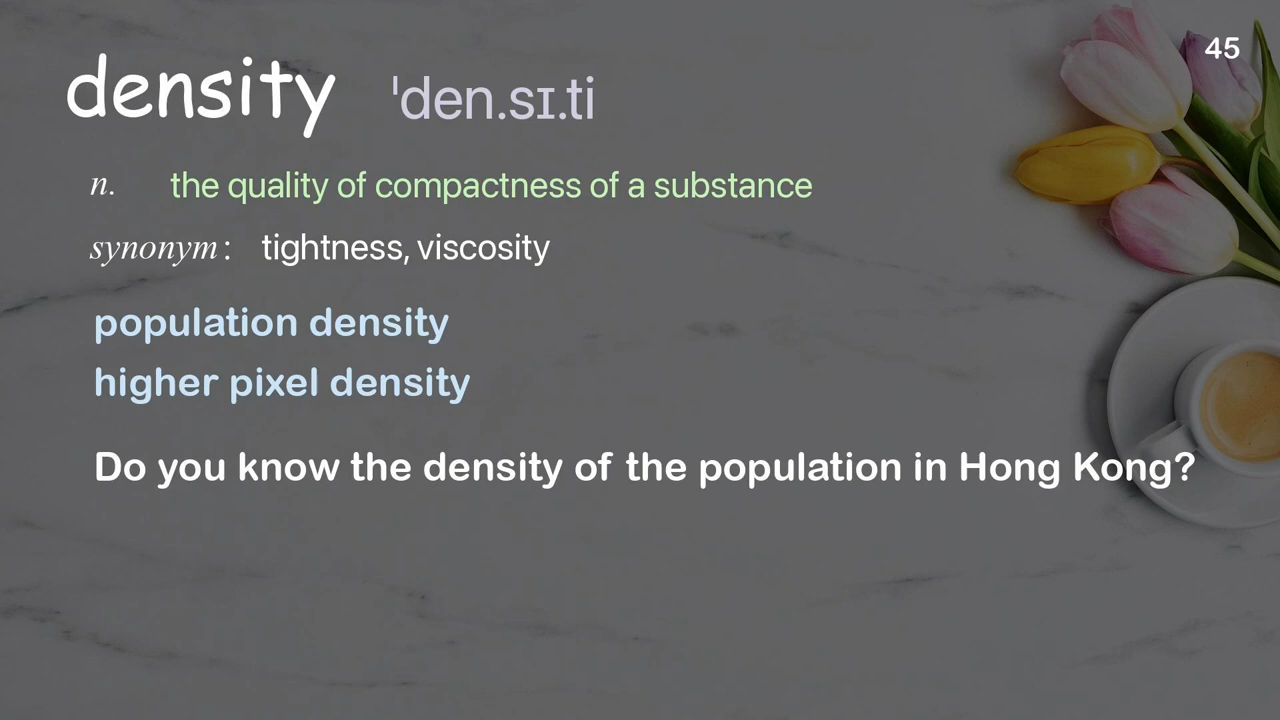 45
density ˈden.sɪ.ti
n. the quality of compactness of a substance
synonym: tightness, viscosity
population density
higher pixel density
Do you know the density of the population in Hong Kong?